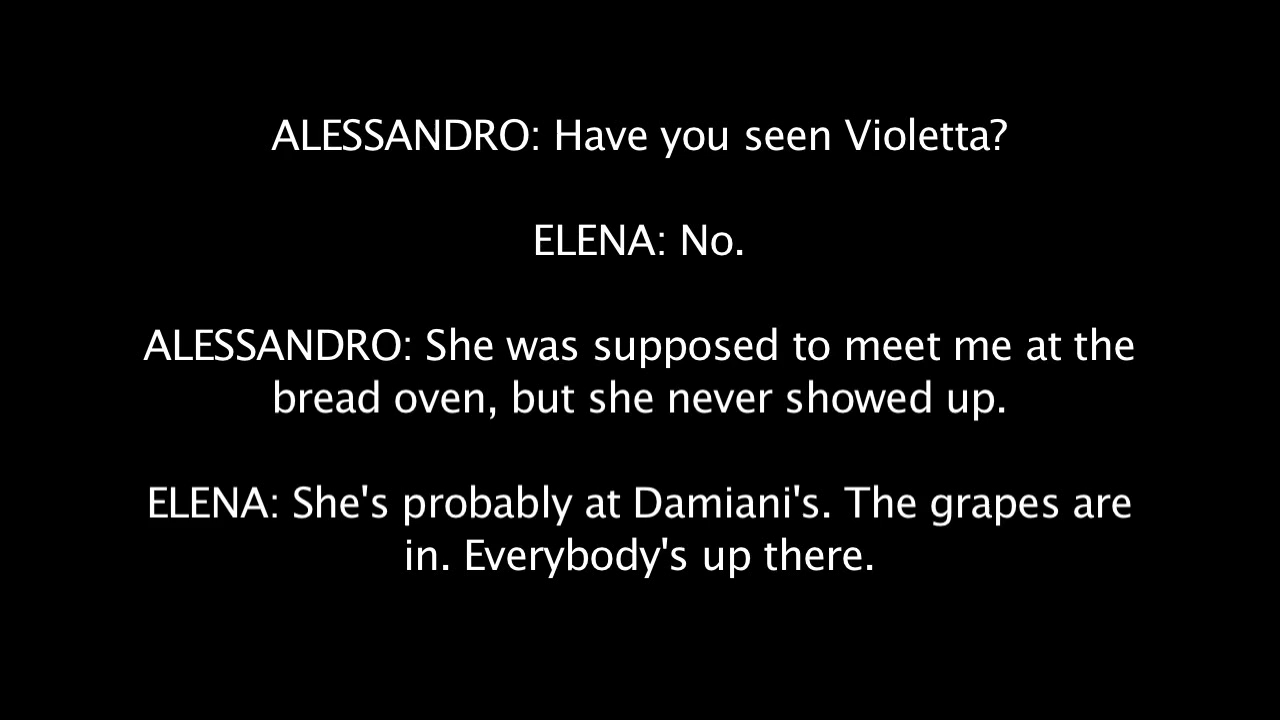 ALESSANDRO: Have you seen Violetta?
ELENA: No.
ALESSANDRO: She was supposed to meet me at the
bread oven, but she never showed up.
ELENA: She's probably at Damiani's. The grapes are
in. Everybody's up there.